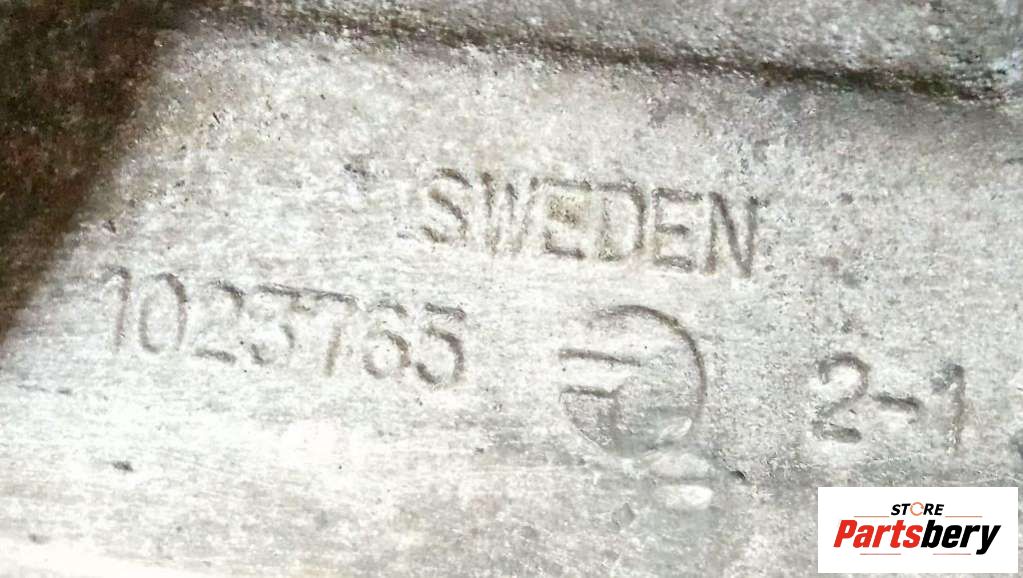 SWEDEN
1023765 2-1
STORE
Partsbery